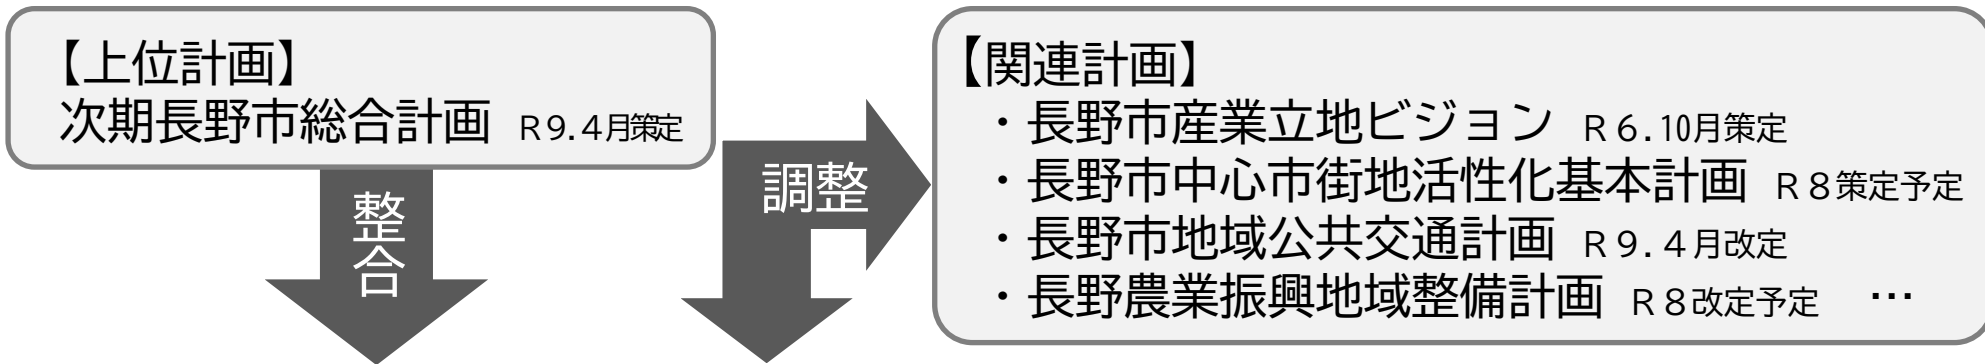 【上位計画】
次期長野市総合計画 R9.4月策定
整合
調整
【関連計画】
・長野市産業立地ビジョン R6.10月策定
・長野市中心市街地活性化基本計画 R8策定予定
・長野市地域公共交通計画 R9.4月改定
・長野農業振興地域整備計画 R8改定予定 …